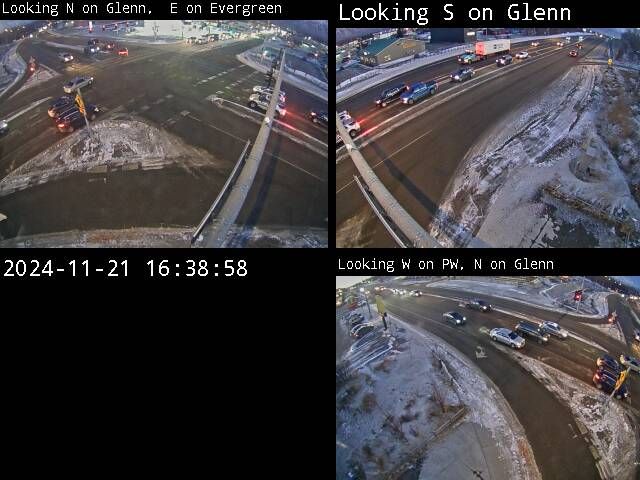 Looking N on Glenn,  E on Evergreen
Looking S on Glenn
2024-11-21 16:38:58
Looking W on PW, N on Glenn